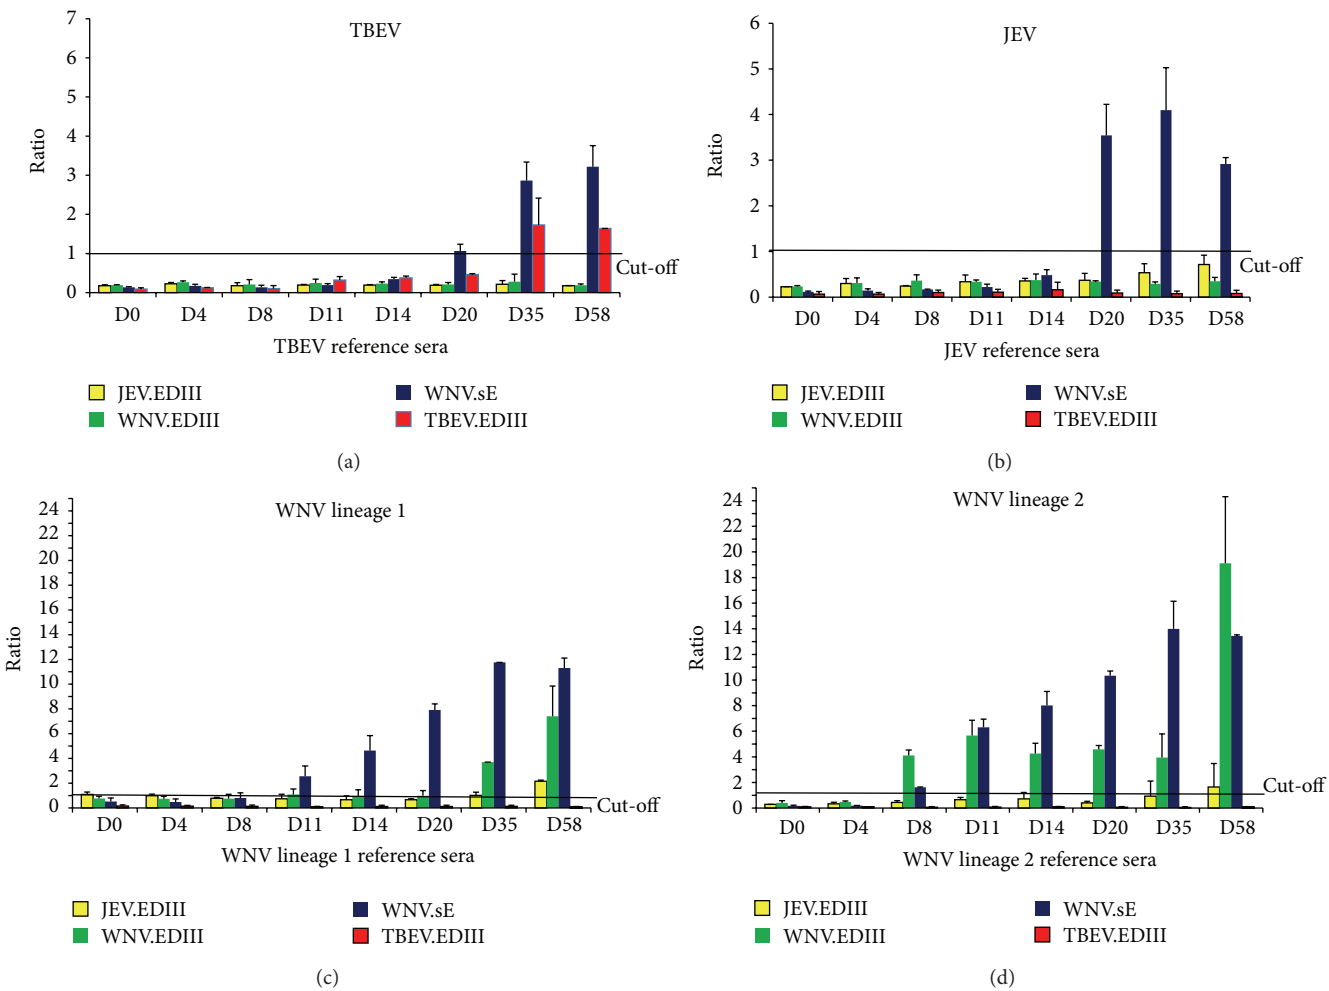 TBEV
7
6
5
4
3
2
1
0
Ratio
Cut-off
D0 D4 D8 D11 D14 D20 D35 D58
TBEV reference sera
JEV.EDIII WNV.sE
WNV.EDIII TBEV.EDIII
(a)
JEV
6
5
4
3
2
1
0
Ratio
Cut-off
D0 D4 D8 D11 D14 D20 D35 D58
JEV reference sera
JEV.EDIII WNV.sE
WNV.EDIII TBEV.EDIII
(b)
WNV lineage 1
24
22
20
18
16
14
12
10
8
6
4
2
0
Ratio
Cut-off
D0 D4 D8 D11 D14 D20 D35 D58
WNV lineage 1 reference sera
JEV.EDIII WNV.sE
WNV.EDIII TBEV.EDIII
(c)
WNV lineage 2
24
22
20
18
16
14
12
10
8
6
4
2
0
Ratio
Cut-off
D0 D4 D8 D11 D14 D20 D35 D58
WNV lineage 2 reference sera
JEV.EDIII WNV.sE
WNV.EDIII TBEV.EDIII
(d)